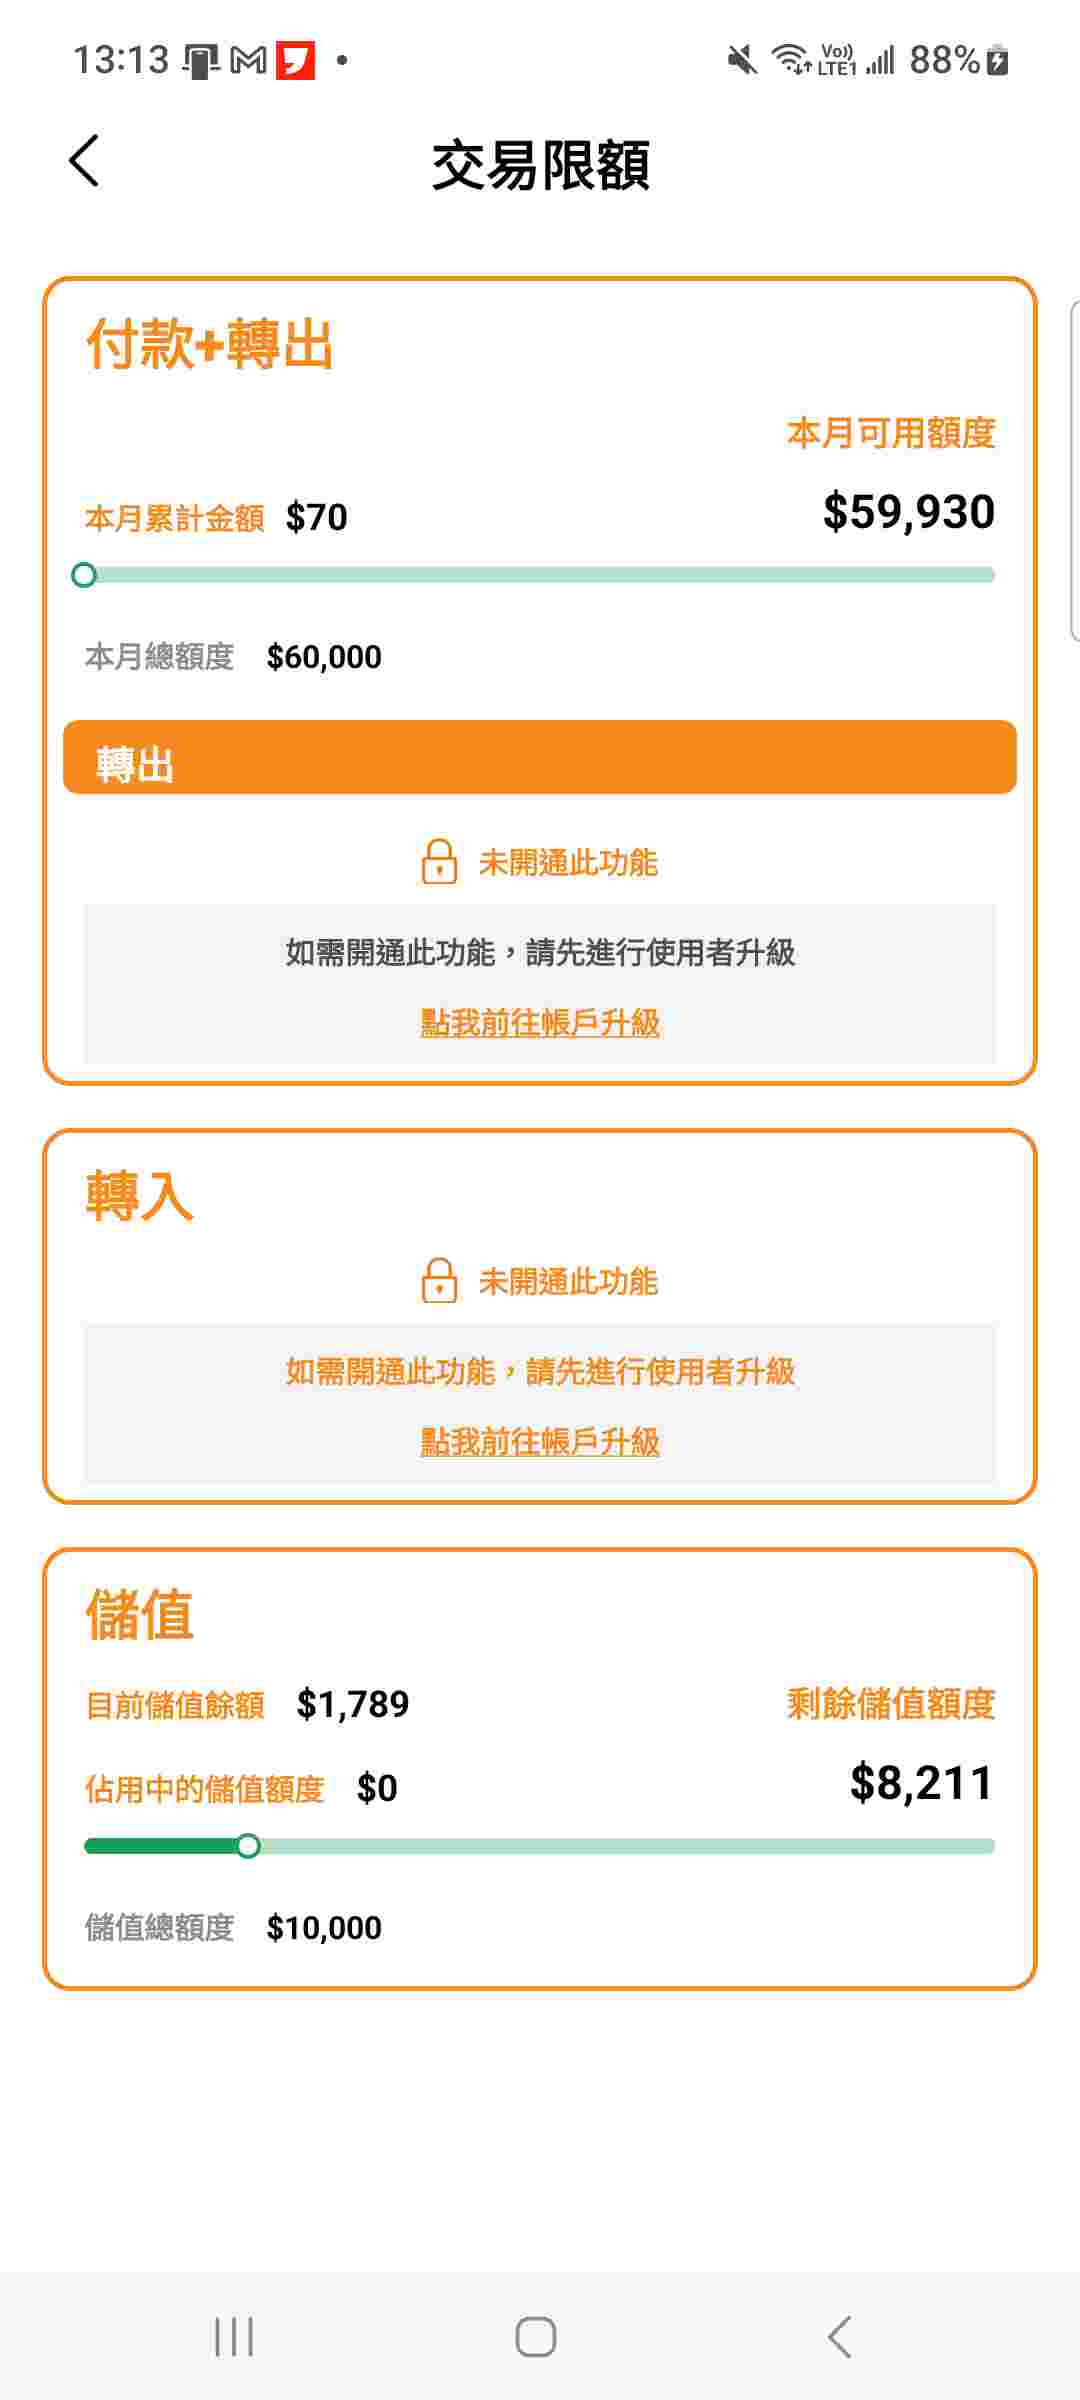 13:13
Vo))
LTE1
88%
交易限額
付款+轉出
本月可用額度
本月累計金額 $70
$59,930
本月總額度 $60,000
轉出
未開通此功能
如需開通此功能，請先進行使用者升級
點我前往帳戶升級
轉入
未開通此功能
如需開通此功能，請先進行使用者升級
點我前往帳戶升級
儲值
目前儲值餘額 $1,789
剩餘儲值額度
佔用中的儲值額度 $0
$8,211
儲值總額度 $10,000